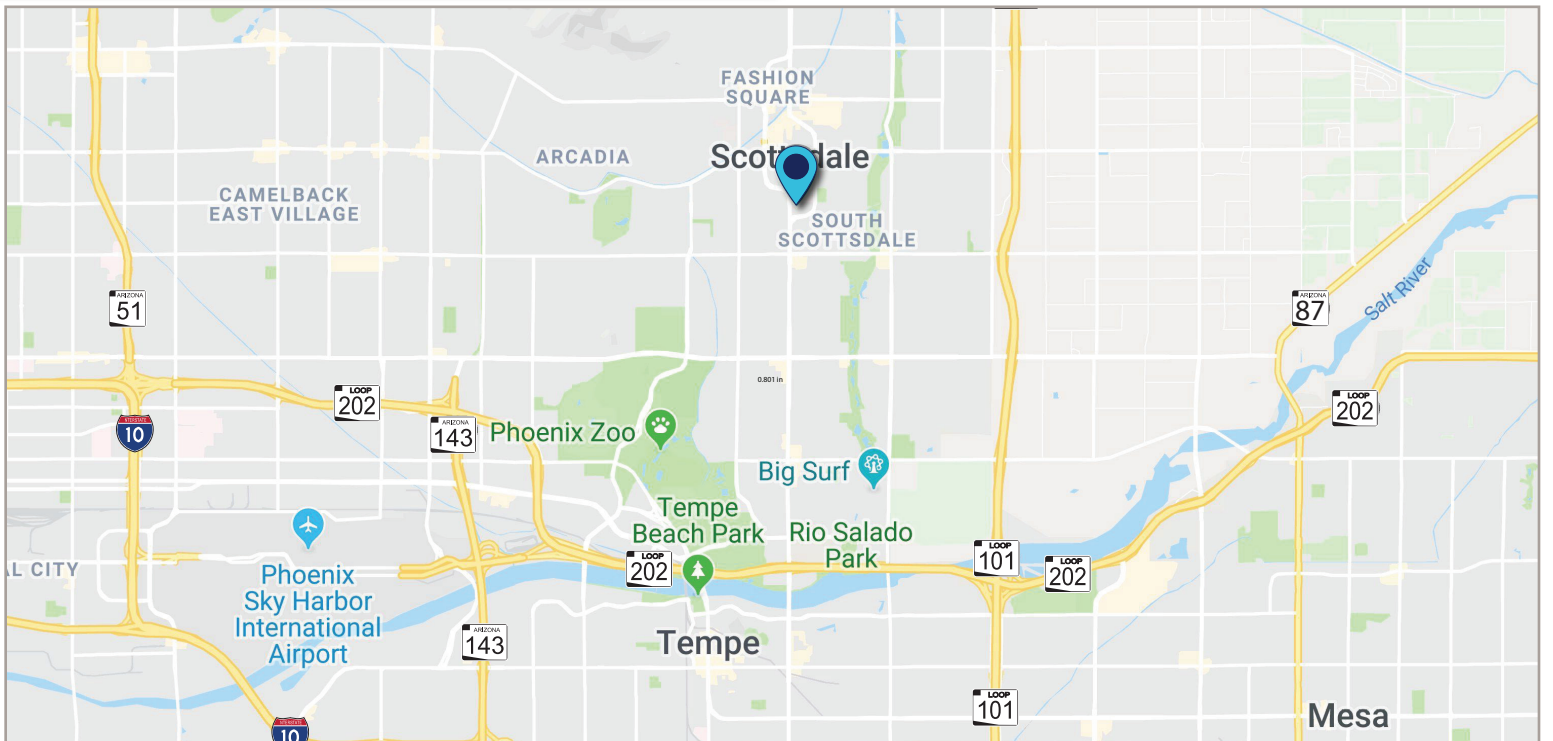 FASHION
SQUARE
ARCADIA
Scottsdale
CAMELBACK
EAST VILLAGE
SOUTH
SCOTTSDALE
ARIZONA
51
ARIZONA
87
Salt River
0.801 in
LOOP
202
LOOP
202
INTERSTATE
10
ARIZONA
143
Phoenix Zoo
Big Surf
Tempe
Beach Park
Rio Salado
Park
LOOP
202
LOOP
101
LOOP
202
AL CITY
Phoenix
Sky Harbor
International
Airport
ARIZONA
143
Tempe
LOOP
101
Mesa
INTERSTATE
10